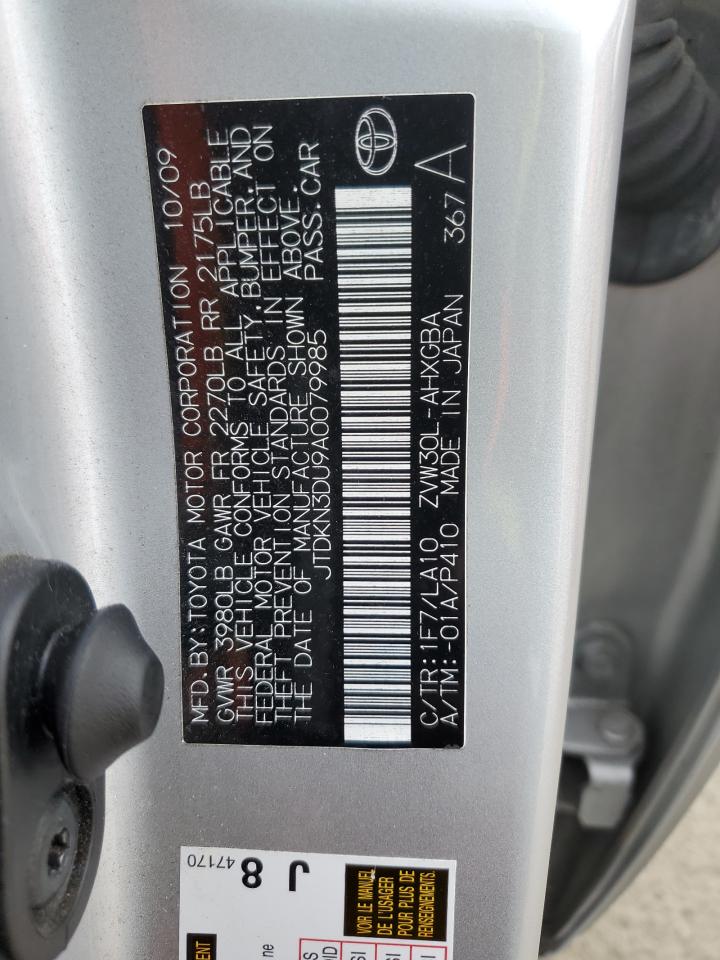 MFD. BY: TOYOTA MOTOR CORPORATION 10/09
GVWR 3980LB GAWR FR 2270LB RR 2175LB
THIS VEHICLE CONFORMS TO ALL APPLICABLE
FEDERAL MOTOR VEHICLE SAFETY, BUMPER, AND
THEFT PREVENTION STANDARDS IN EFFECT ON
THE DATE OF MANUFACTURE SHOWN ABOVE.
JTDKN3DU9A0079985 PASS. CAR
C/TR: 1F7/LA10 ZVW30L-AHXGBA 367 A
A/TM: -01A/P410 MADE IN JAPAN
47170
J 8
VOIR LE MANUEL
DE L'USAGER
POUR PLUS DE
RENSEIGNEMENTS.